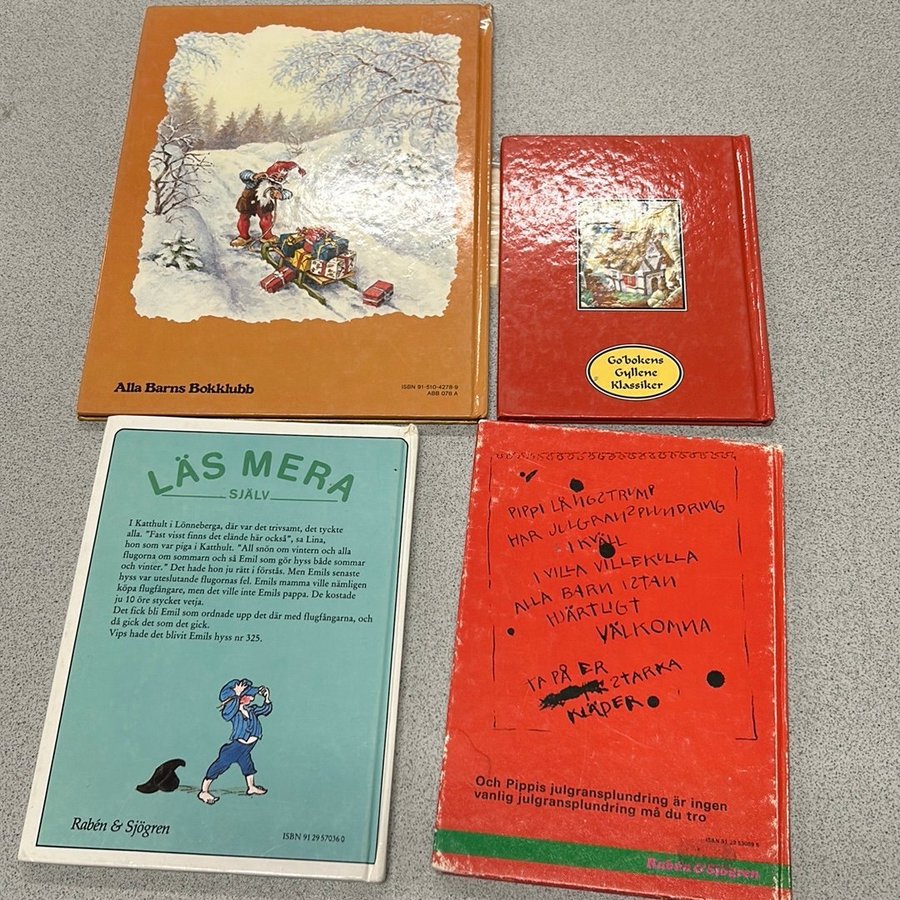 Alla Barns Bokklubb
ISBN 91-510-4278-9
ABB 078 A
Go'bokens
Gyllene
Klassiker
LÄS MERA
SJÄLV
I Katthult i Lönneberga, där var det trivsamt, det tyckte
alla. "Fast visst finns det elände här också", sa Lina,
hon som var piga i Katthult. "All snön om vintern och alla
flugorna om sommarn och så Emil som gör hyss både sommar
och vinter." Det hade hon ju rätt i förstås. Men Emils senaste
hyss var uteslutande flugornas fel. Emils mamma ville nämligen
köpa flugfångare, men det ville inte Emils pappa. De kostade
ju 10 öre stycket vetja.
Det fick bli Emil som ordnade upp det där med flugfångarna, och
då gick det som det gick.
Vips hade det blivit Emils hyss nr 325.
Rabén & Sjögren
ISBN 91 29 57036 0
PIPPI LÅNGSTRUMP
HAR JULGRANSPLUNDRING
I KVÄLL
I VILLA VILLEKULLA
ALLA BARN I STAN
HJÄRTLIGT
VÄLKOMNA
TA PÅ ER
STARKA
KLÄDER
Och Pippis julgransplundring är ingen
vanlig julgransplundring må du tro
Rabén & Sjögren